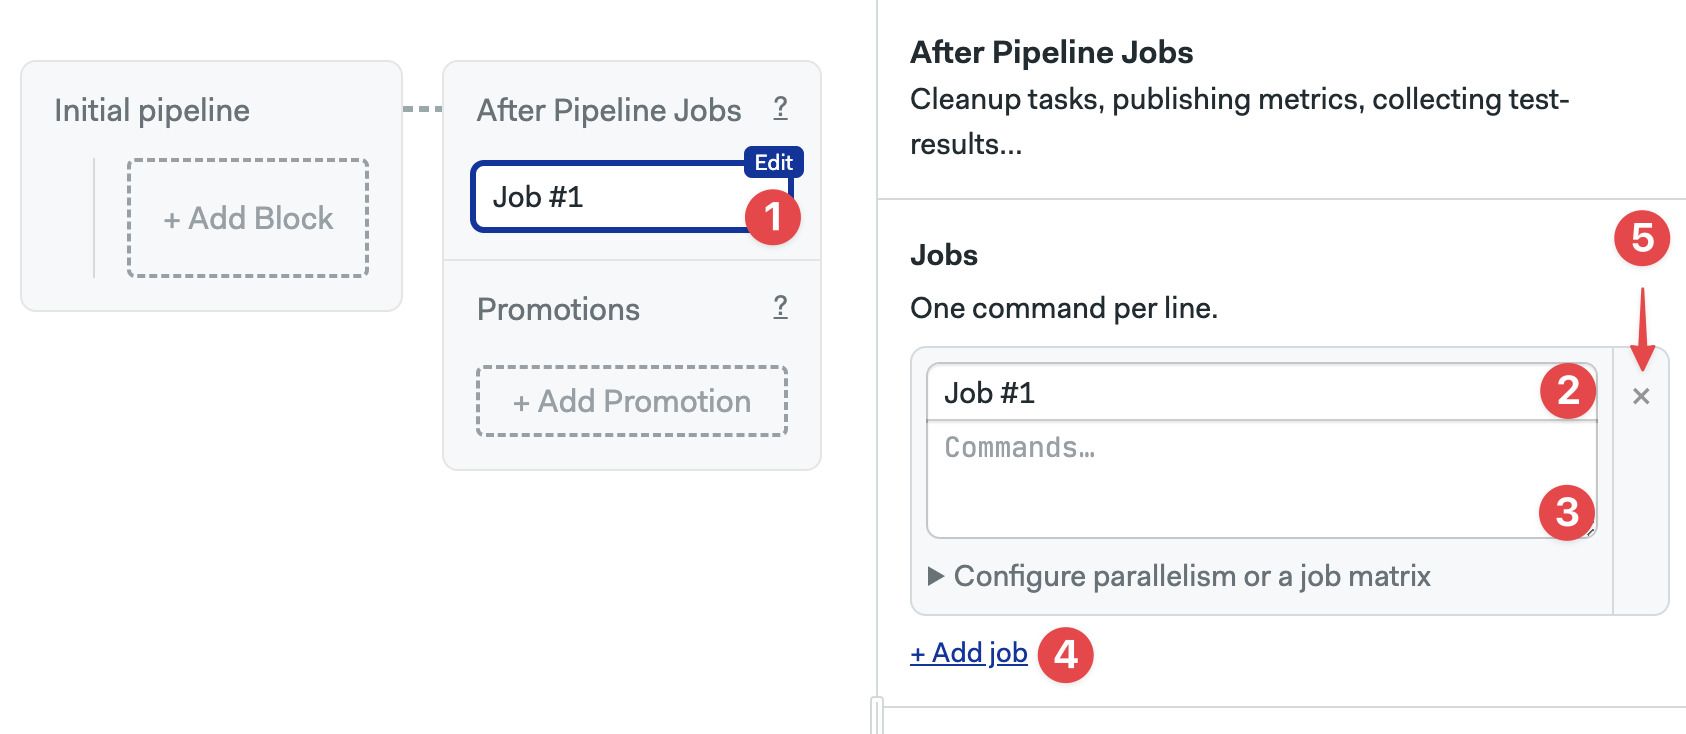 Initial pipeline
+ Add Block
After Pipeline Jobs ?
Edit
Job #1
1
Promotions ?
+ Add Promotion
After Pipeline Jobs
Cleanup tasks, publishing metrics, collecting test-
results...
5
Jobs
One command per line.
Job #1
2
×
Commands…
3
▶ Configure parallelism or a job matrix
+ Add job
4